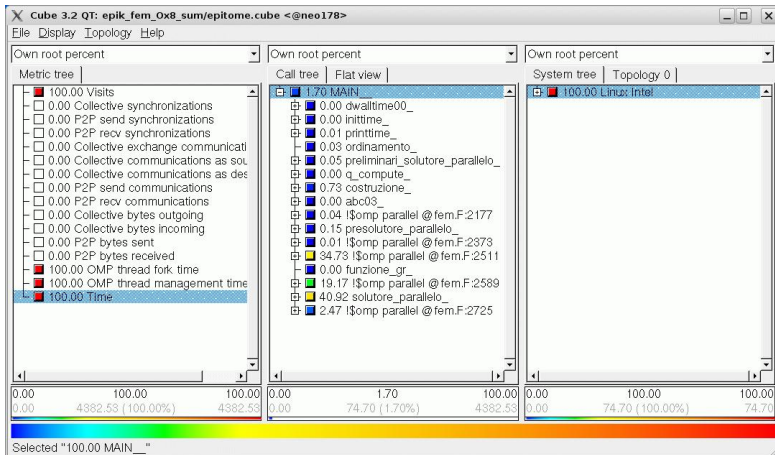 Cube 3.2 QT: epik_fem_0x8_sum/epitome.cube <@neo178>
File Display Topology Help
Own root percent
Own root percent
Own root percent
Metric tree
Call tree
Flat view
System tree
Topology 0
100.00 Visits
0.00 Collective synchronizations
0.00 P2P send synchronizations
0.00 P2P recv synchronizations
0.00 Collective exchange communicati
0.00 Collective communications as sou
0.00 Collective communications as des
0.00 P2P send communications
0.00 P2P recv communications
0.00 Collective bytes outgoing
0.00 Collective bytes incoming
0.00 P2P bytes sent
0.00 P2P bytes received
100.00 OMP thread fork time
100.00 OMP thread management time
100.00 Time
1.70 MAIN__
0.00 dwalltime00_
0.00 inittime_
0.01 printtime_
0.03 ordinamento_
0.05 preliminari_solutore_parallelo_
0.00 q_compute_
0.73 costruzione_
0.00 abc03_
0.04 !$omp parallel @fem.F:2177
0.15 presolutore_parallelo_
0.01 !$omp parallel @fem.F:2373
34.73 !$omp parallel @fem.F:2511
0.00 funzione_gr_
19.17 !$omp parallel @fem.F:2589
40.92 solutore_parallelo_
2.47 !$omp parallel @fem.F:2725
100.00 Linux Intel
0.00 100.00 100.00
0.00 4382.53 (100.00%) 4382.53
0.00 1.70 100.00
0.00 74.70 (1.70%) 4382.53
0.00 100.00 100.00
0.00 74.70 (100.00%) 74.70
Selected "100.00 MAIN__"